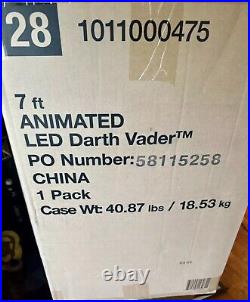 28 1011000475
7 ft
ANIMATED
LED Darth Vader™
PO Number: 58115258
CHINA
1 Pack
Case Wt: 40.87 lbs / 18.53 kg